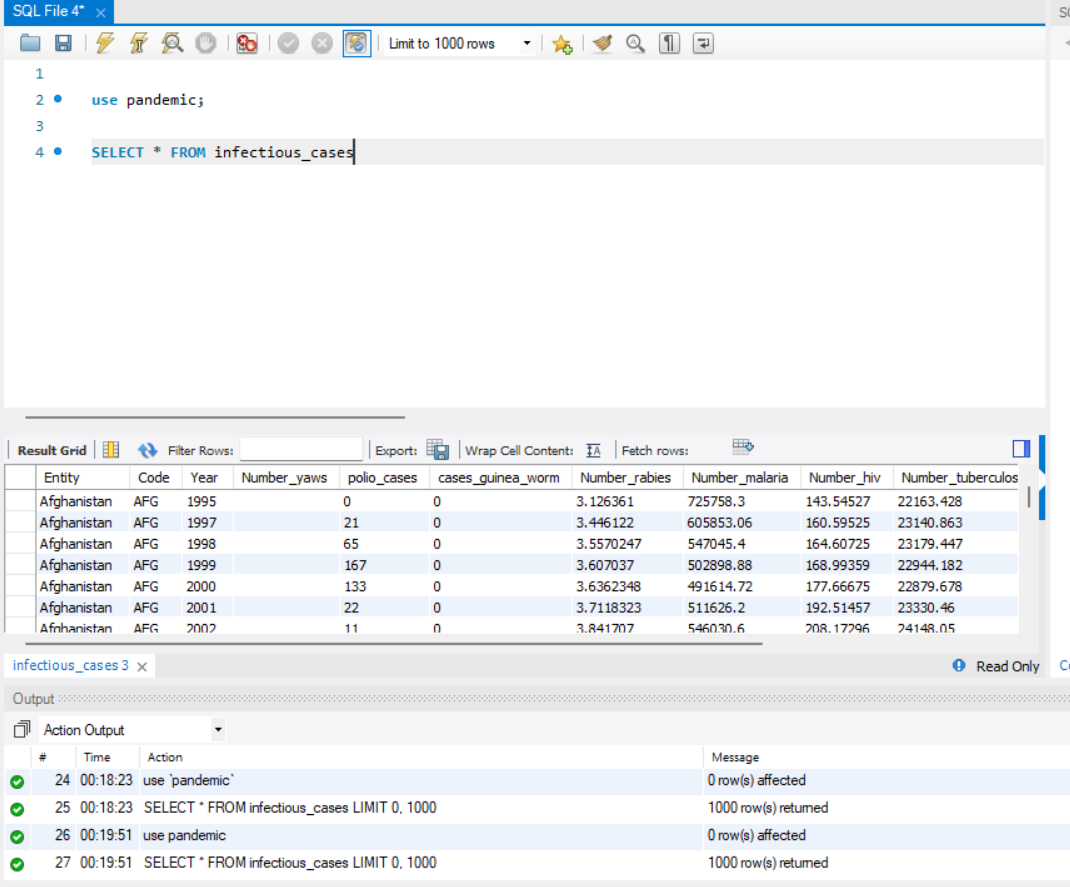 SQL File 4*
Limit to 1000 rows
1
2 use pandemic;
3
4 SELECT * FROM infectious_cases
Result Grid Filter Rows: Export: Wrap Cell Content: Fetch rows:
Entity Code Year Number_yaws polio_cases cases_guinea_worm Number_rabies Number_malaria Number_hiv Number_tuberculos
Afghanistan AFG 1995 0 0 3.126361 725758.3 143.54527 22163.428
Afghanistan AFG 1997 21 0 3.446122 605853.06 160.59525 23140.863
Afghanistan AFG 1998 65 0 3.5570247 547045.4 164.60725 23179.447
Afghanistan AFG 1999 167 0 3.607037 502898.88 168.99359 22944.182
Afghanistan AFG 2000 133 0 3.6362348 491614.72 177.66675 22879.678
Afghanistan AFG 2001 22 0 3.7118323 511626.2 192.51457 23330.46
Afghanistan AFG 2002 11 0 3.841707 546030.6 208.17296 24148.05
infectious_cases 3 Read Only
Output
Action Output
# Time Action Message
24 00:18:23 use `pandemic` 0 row(s) affected
25 00:18:23 SELECT * FROM infectious_cases LIMIT 0, 1000 1000 row(s) returned
26 00:19:51 use pandemic 0 row(s) affected
27 00:19:51 SELECT * FROM infectious_cases LIMIT 0, 1000 1000 row(s) returned